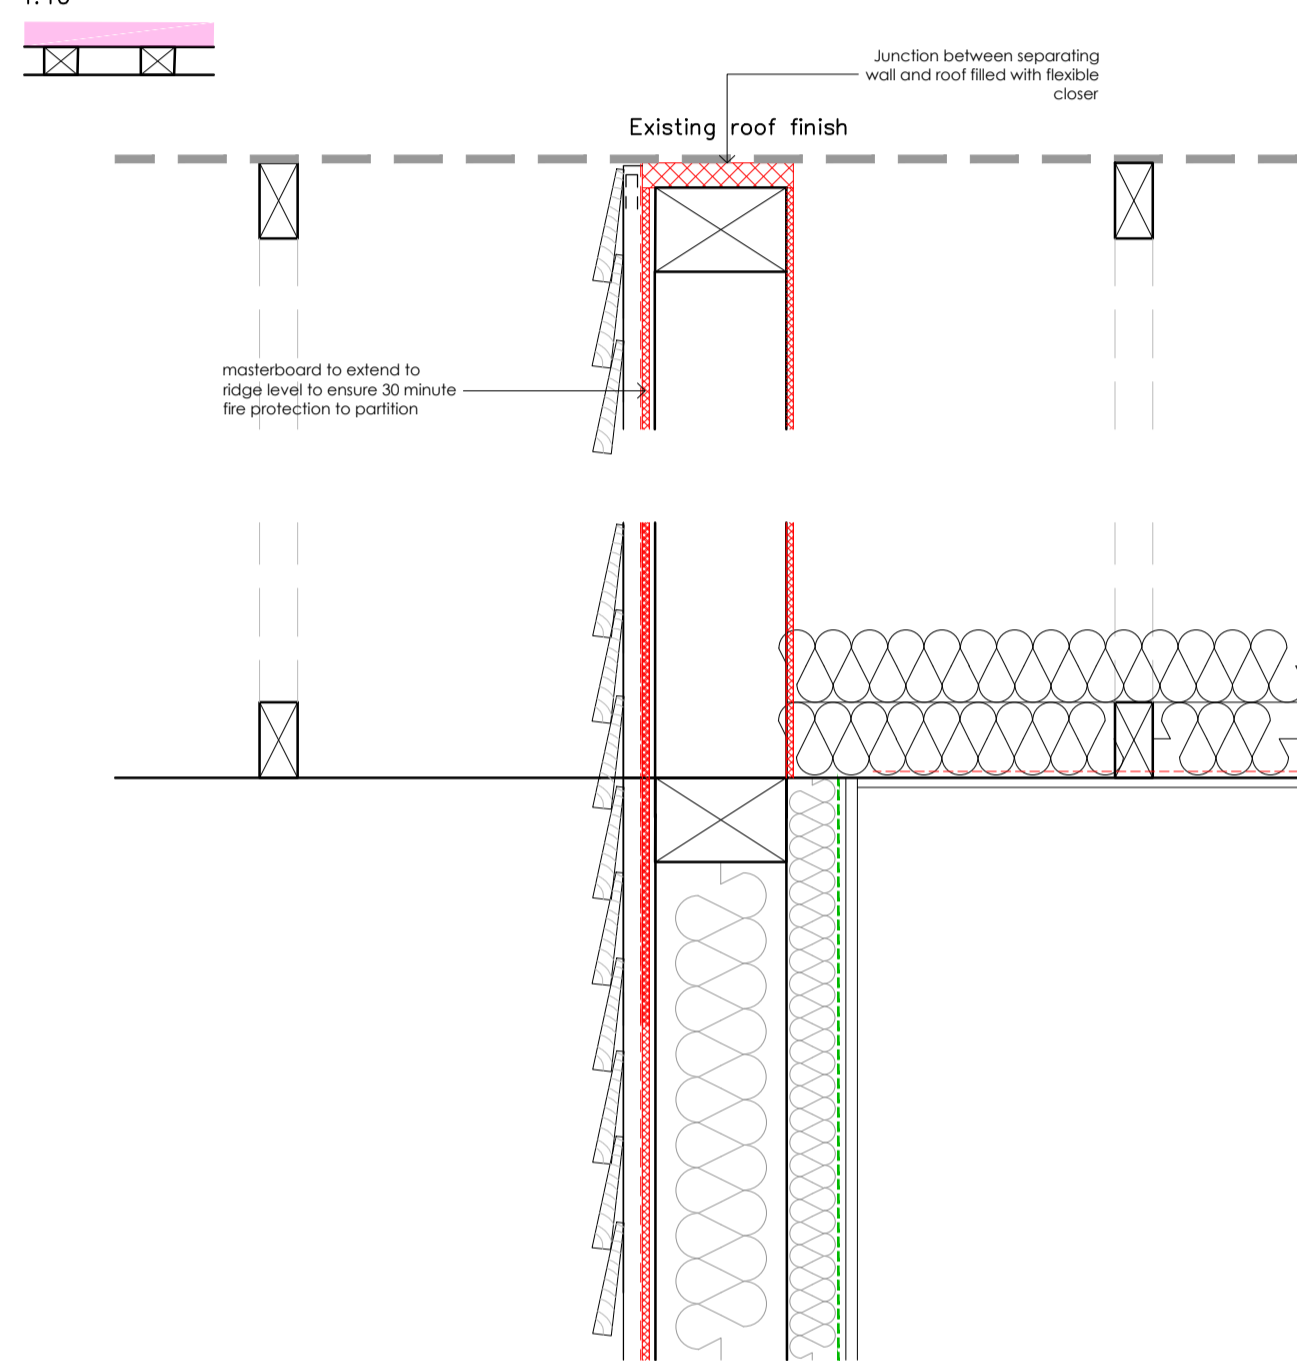 Junction between separating
wall and roof filled with flexible
closer
Existing roof finish
masterboard to extend to
ridge level to ensure 30 minute
fire protection to partition